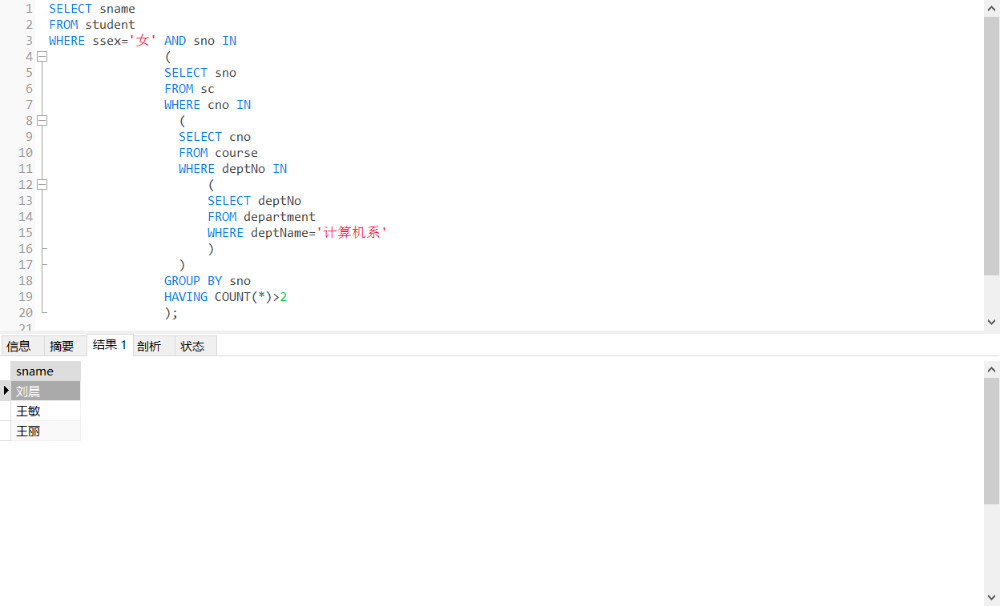 1 SELECT sname
2 FROM student
3 WHERE ssex='女' AND sno IN
4 (
5 SELECT sno
6 FROM sc
7 WHERE cno IN
8 (
9 SELECT cno
10 FROM course
11 WHERE deptNo IN
12 (
13 SELECT deptNo
14 FROM department
15 WHERE deptName='计算机系'
16 )
17 )
18 GROUP BY sno
19 HAVING COUNT(*)>2
20 );
21
信息 摘要 结果 1 剖析 状态
sname
刘晨
王敏
王丽